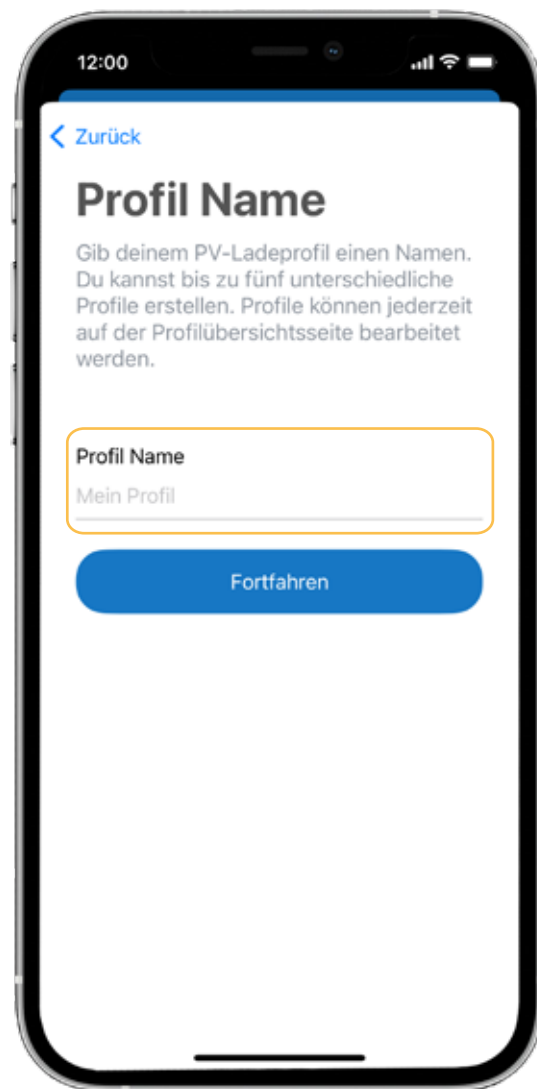 12:00
Zurück
Profil Name
Gib deinem PV-Ladeprofil einen Namen.
Du kannst bis zu fünf unterschiedliche
Profile erstellen. Profile können jederzeit
auf der Profilübersichtsseite bearbeitet
werden.
Profil Name
Mein Profil
Fortfahren